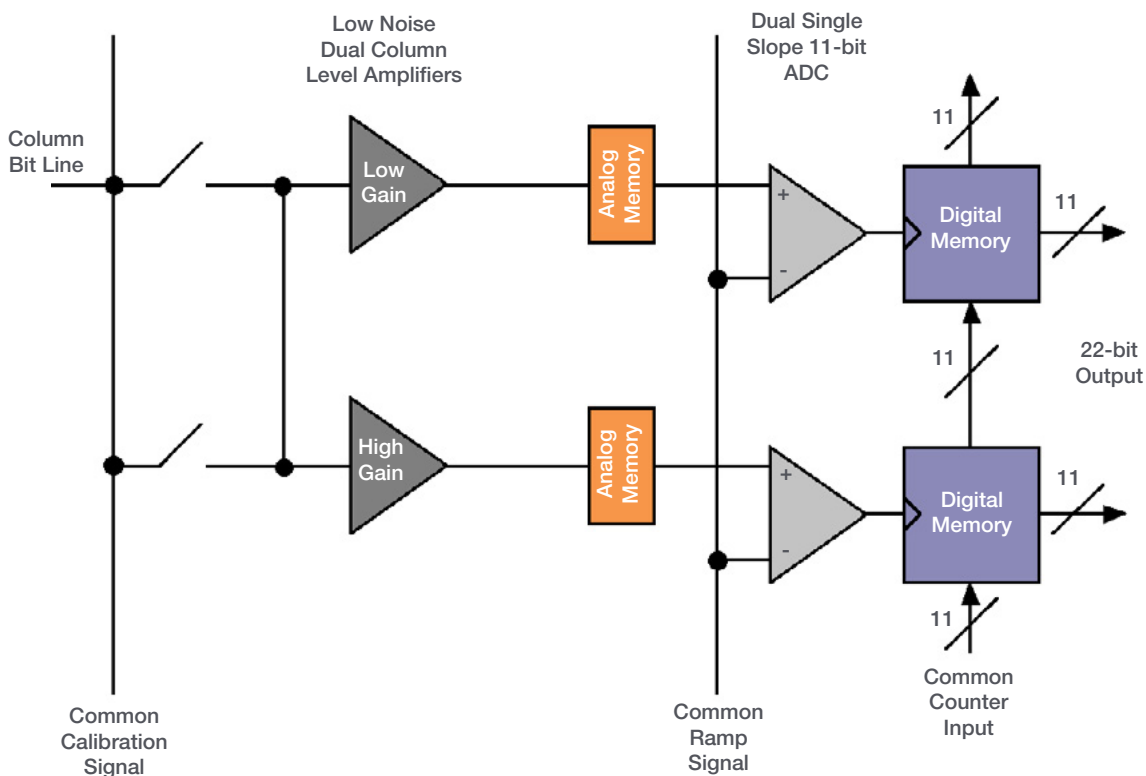 Low Noise
Dual Column
Level Amplifiers
Dual Single
Slope 11-bit
ADC
Column
Bit Line
Low
Gain
Analog
Memory
+
-
11
Digital
Memory
11
11
22-bit
Output
High
Gain
Analog
Memory
+
-
Digital
Memory
11
11
Common
Calibration
Signal
Common
Ramp
Signal
Common
Counter
Input